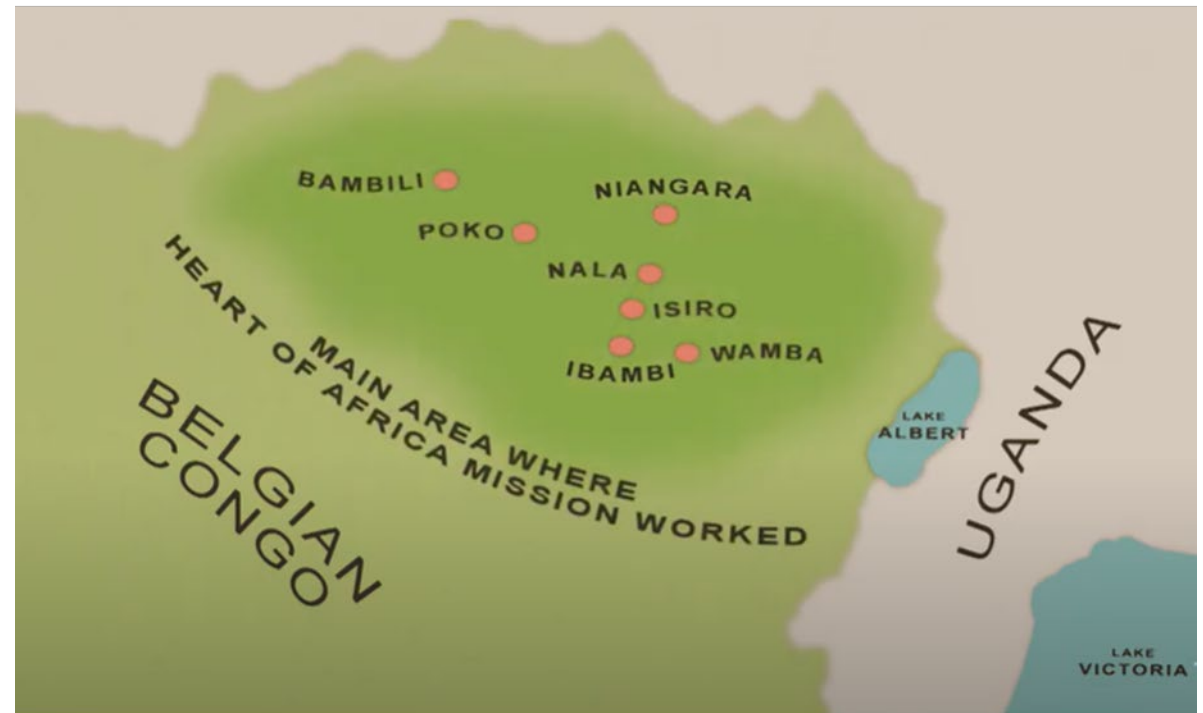 BAMBILI
NIANGARA
POKO
NALA
ISIRO
IBAMBI
WAMBA
MAIN AREA WHERE
HEART OF AFRICA MISSION WORKED
BELGIAN
CONGO
LAKE
ALBERT
UGANDA
LAKE
VICTORIA